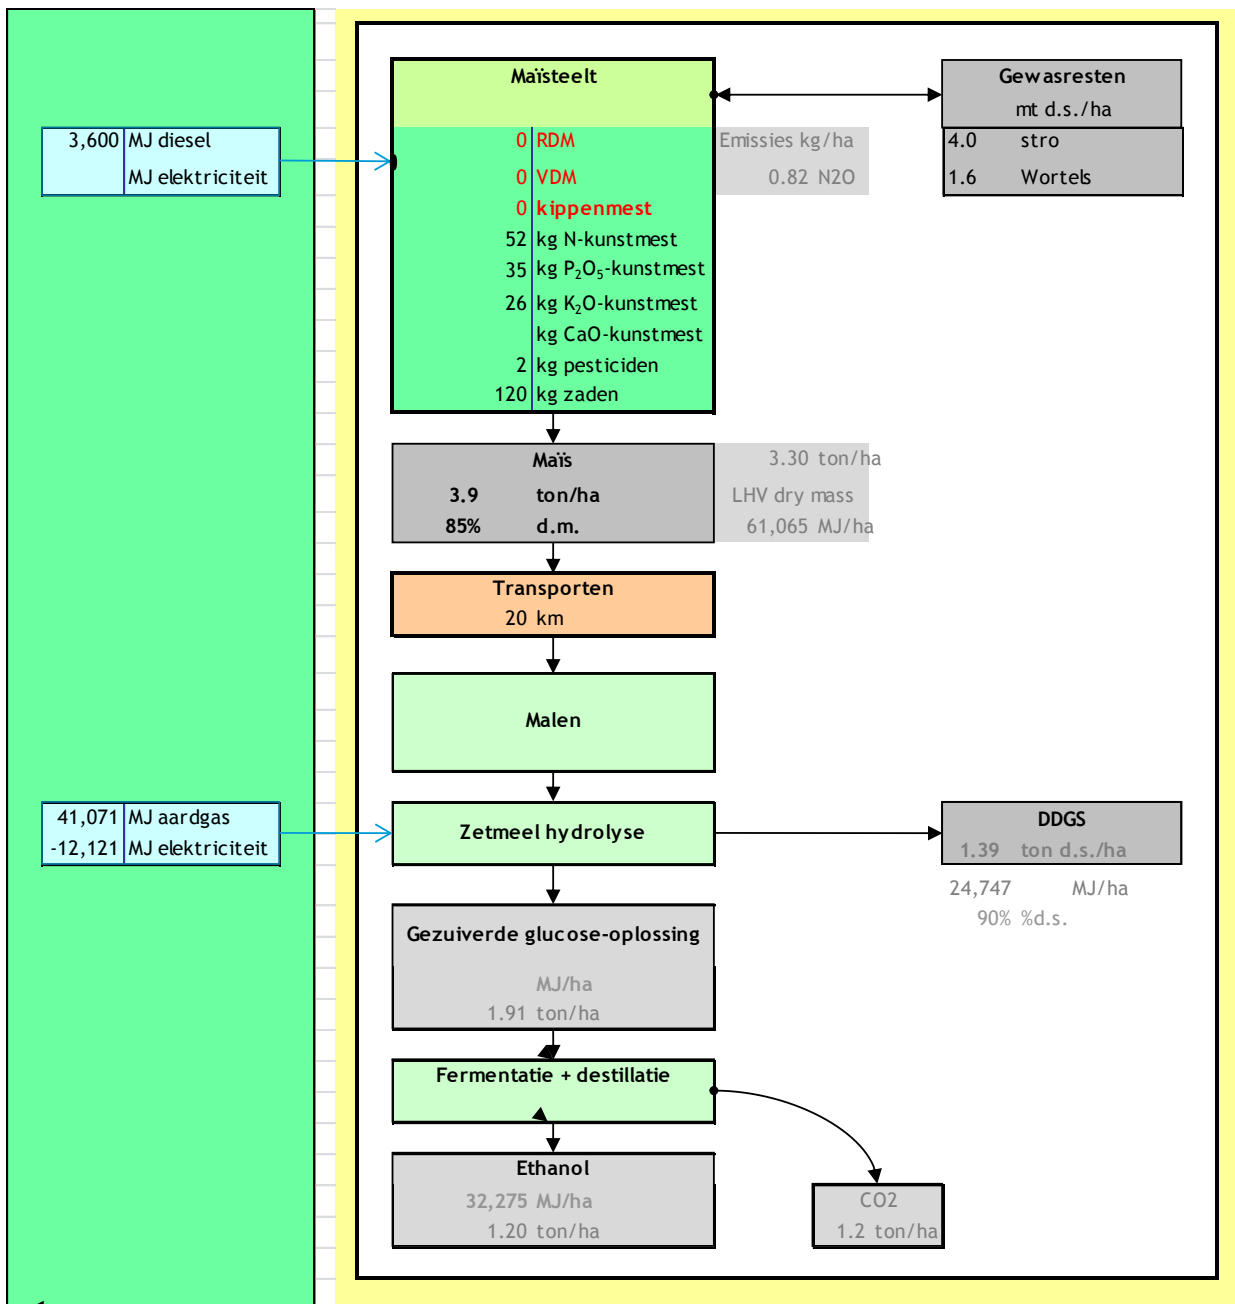 Maïsteelt
Gewasresten
mt d.s./ha
3,600 MJ diesel
MJ elektriciteit
0 RDM
0 VDM
0 kippenmest
52 kg N-kunstmest
35 kg P₂O₅-kunstmest
26 kg K₂O-kunstmest
kg CaO-kunstmest
2 kg pesticiden
120 kg zaden
Emissies kg/ha
0.82 N2O
4.0 stro
1.6 Wortels
Maïs
3.9 ton/ha
85% d.m.
3.30 ton/ha
LHV dry mass
61,065 MJ/ha
Transporten
20 km
Malen
41,071 MJ aardgas
-12,121 MJ elektriciteit
Zetmeel hydrolyse
DDGS
1.39 ton d.s./ha
24,747 MJ/ha
90% %d.s.
Gezuiverde glucose-oplossing
MJ/ha
1.91 ton/ha
Fermentatie + destillatie
Ethanol
32,275 MJ/ha
1.20 ton/ha
CO2
1.2 ton/ha